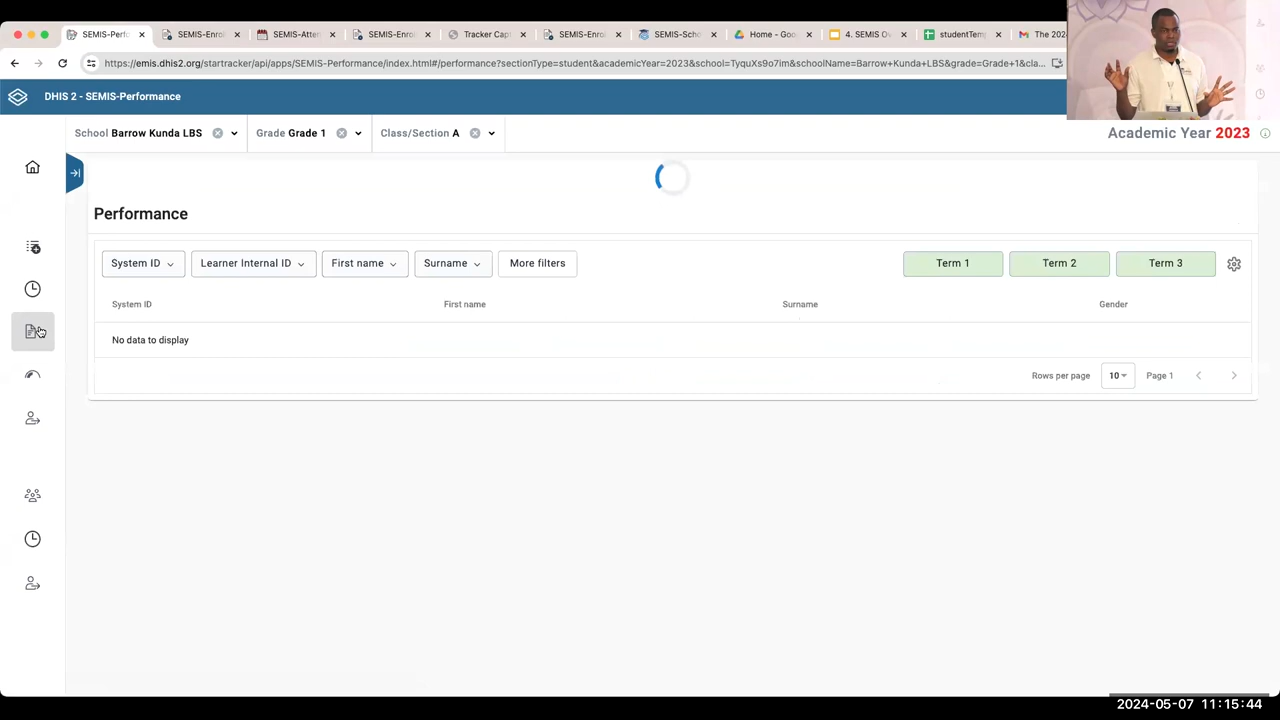 SEMIS-Perfo
SEMIS-Enrol
SEMIS-Atten
SEMIS-Enro
Tracker Cap
SEMIS-Enro
SEMIS-Scho
Home - Goo
4. SEMIS O
studentTem
The 202
https://emis.dhis2.org/startracker/api/apps/SEMIS-Performance/index.html#/performance?sectionType=student&academicYear=2023&school=TyquXs9o7im&schoolName=Barrow+Kunda+LBS&grade=Grade+1&cla...
DHIS 2 - SEMIS-Performance
School Barrow Kunda LBS
Grade Grade 1
Class/Section A
Academic Year 2023
Performance
System ID
Learner Internal ID
First name
Surname
More filters
Term 1
Term 2
Term 3
System ID
First name
Surname
Gender
No data to display
Rows per page
10
Page 1
2024-05-07 11:15:44